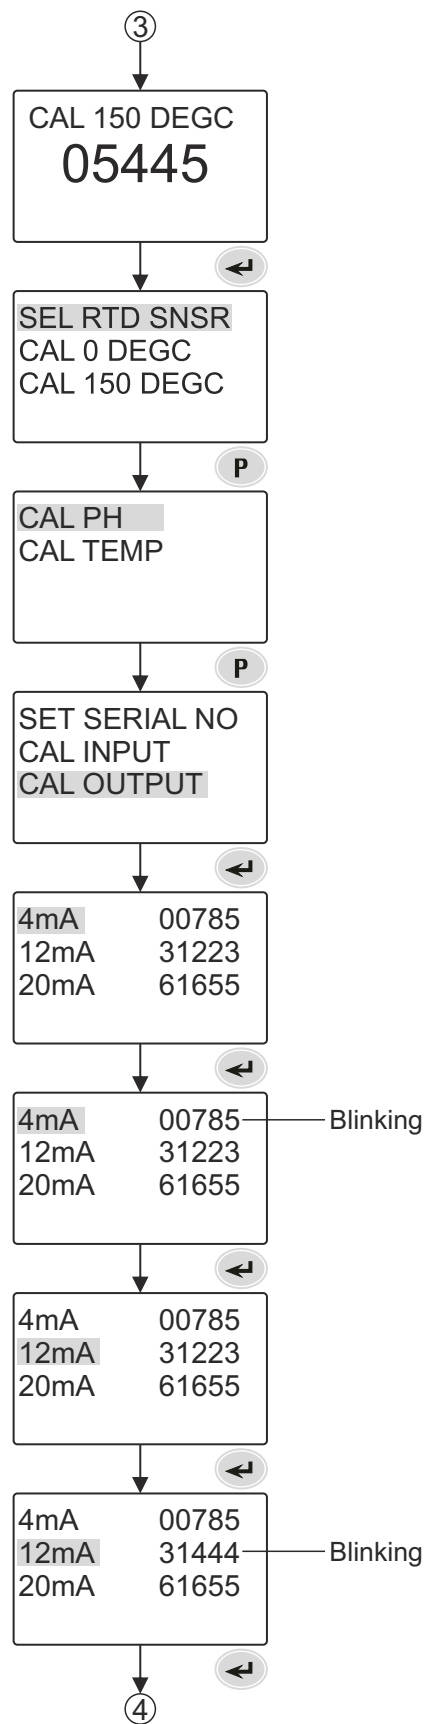 3
CAL 150 DEGC
05445
SEL RTD SNSR
CAL 0 DEGC
CAL 150 DEGC
P
CAL PH
CAL TEMP
P
SET SERIAL NO
CAL INPUT
CAL OUTPUT
4mA 00785
12mA 31223
20mA 61655
4mA 00785 Blinking
12mA 31223
20mA 61655
4mA 00785
12mA 31223
20mA 61655
4mA 00785
12mA 31444 Blinking
20mA 61655
4